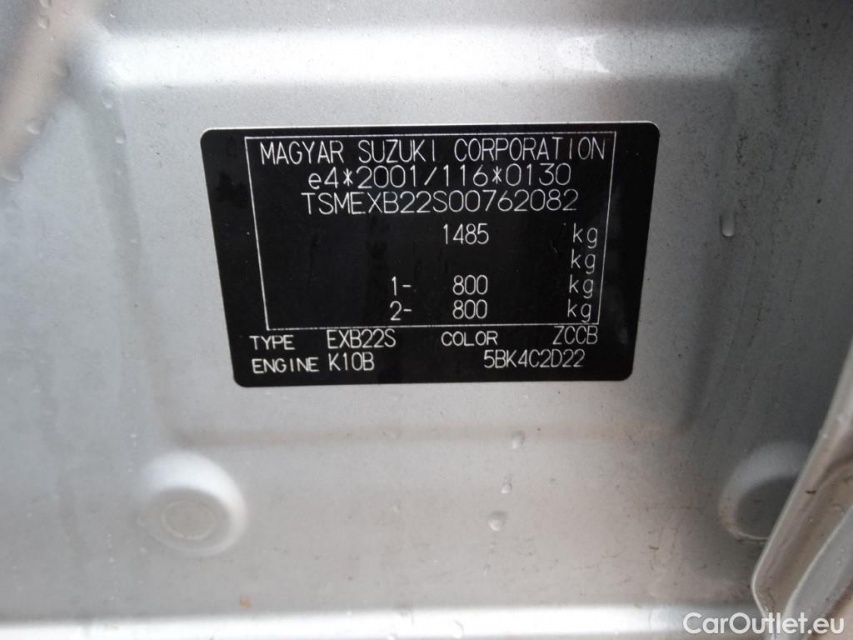 MAGYAR SUZUKI CORPORATION
e4*2001/116*0130
TSMEXB22S00762082
1485 kg
kg
1- 800 kg
2- 800 kg
TYPE EXB22S COLOR ZCCB
ENGINE K10B 5BK4C2D22
CarOutlet.eu